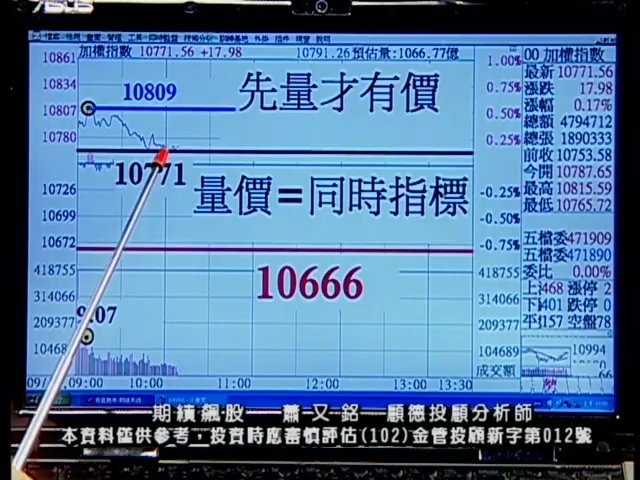 ASUS
10861 加權指數 10771.56 +17.98 10791.26 預估量:1066.77億
00 加權指數
10834
10807
10780
10726
10699
10672
418755
314066
209377
104689
1.00%
0.75%
0.50%
0.25%
-0.25%
-0.50%
-0.75%
418755
314066
209377
104689
成交額
10809
先量才有價
10771
量價=同時指標
10666
9.07
最新 10771.56
漲跌 17.98
漲幅 0.17%
總額 4794712
總張 1890333
前收 10753.58
今開 10787.65
最高 10815.59
最低 10765.72
五檔委 471909
五檔委 471890
委比 0.00%
上 468 漲停 2
下 401 跌停 0
平 157 空盤 78
10994
09:00 10:00 11:00 12:00 13:00 13:30
期績飆股 蕭又銘 顧德投顧分析師
本資料僅供參考,投資時應審慎評估(102)金管投顧新字第012號